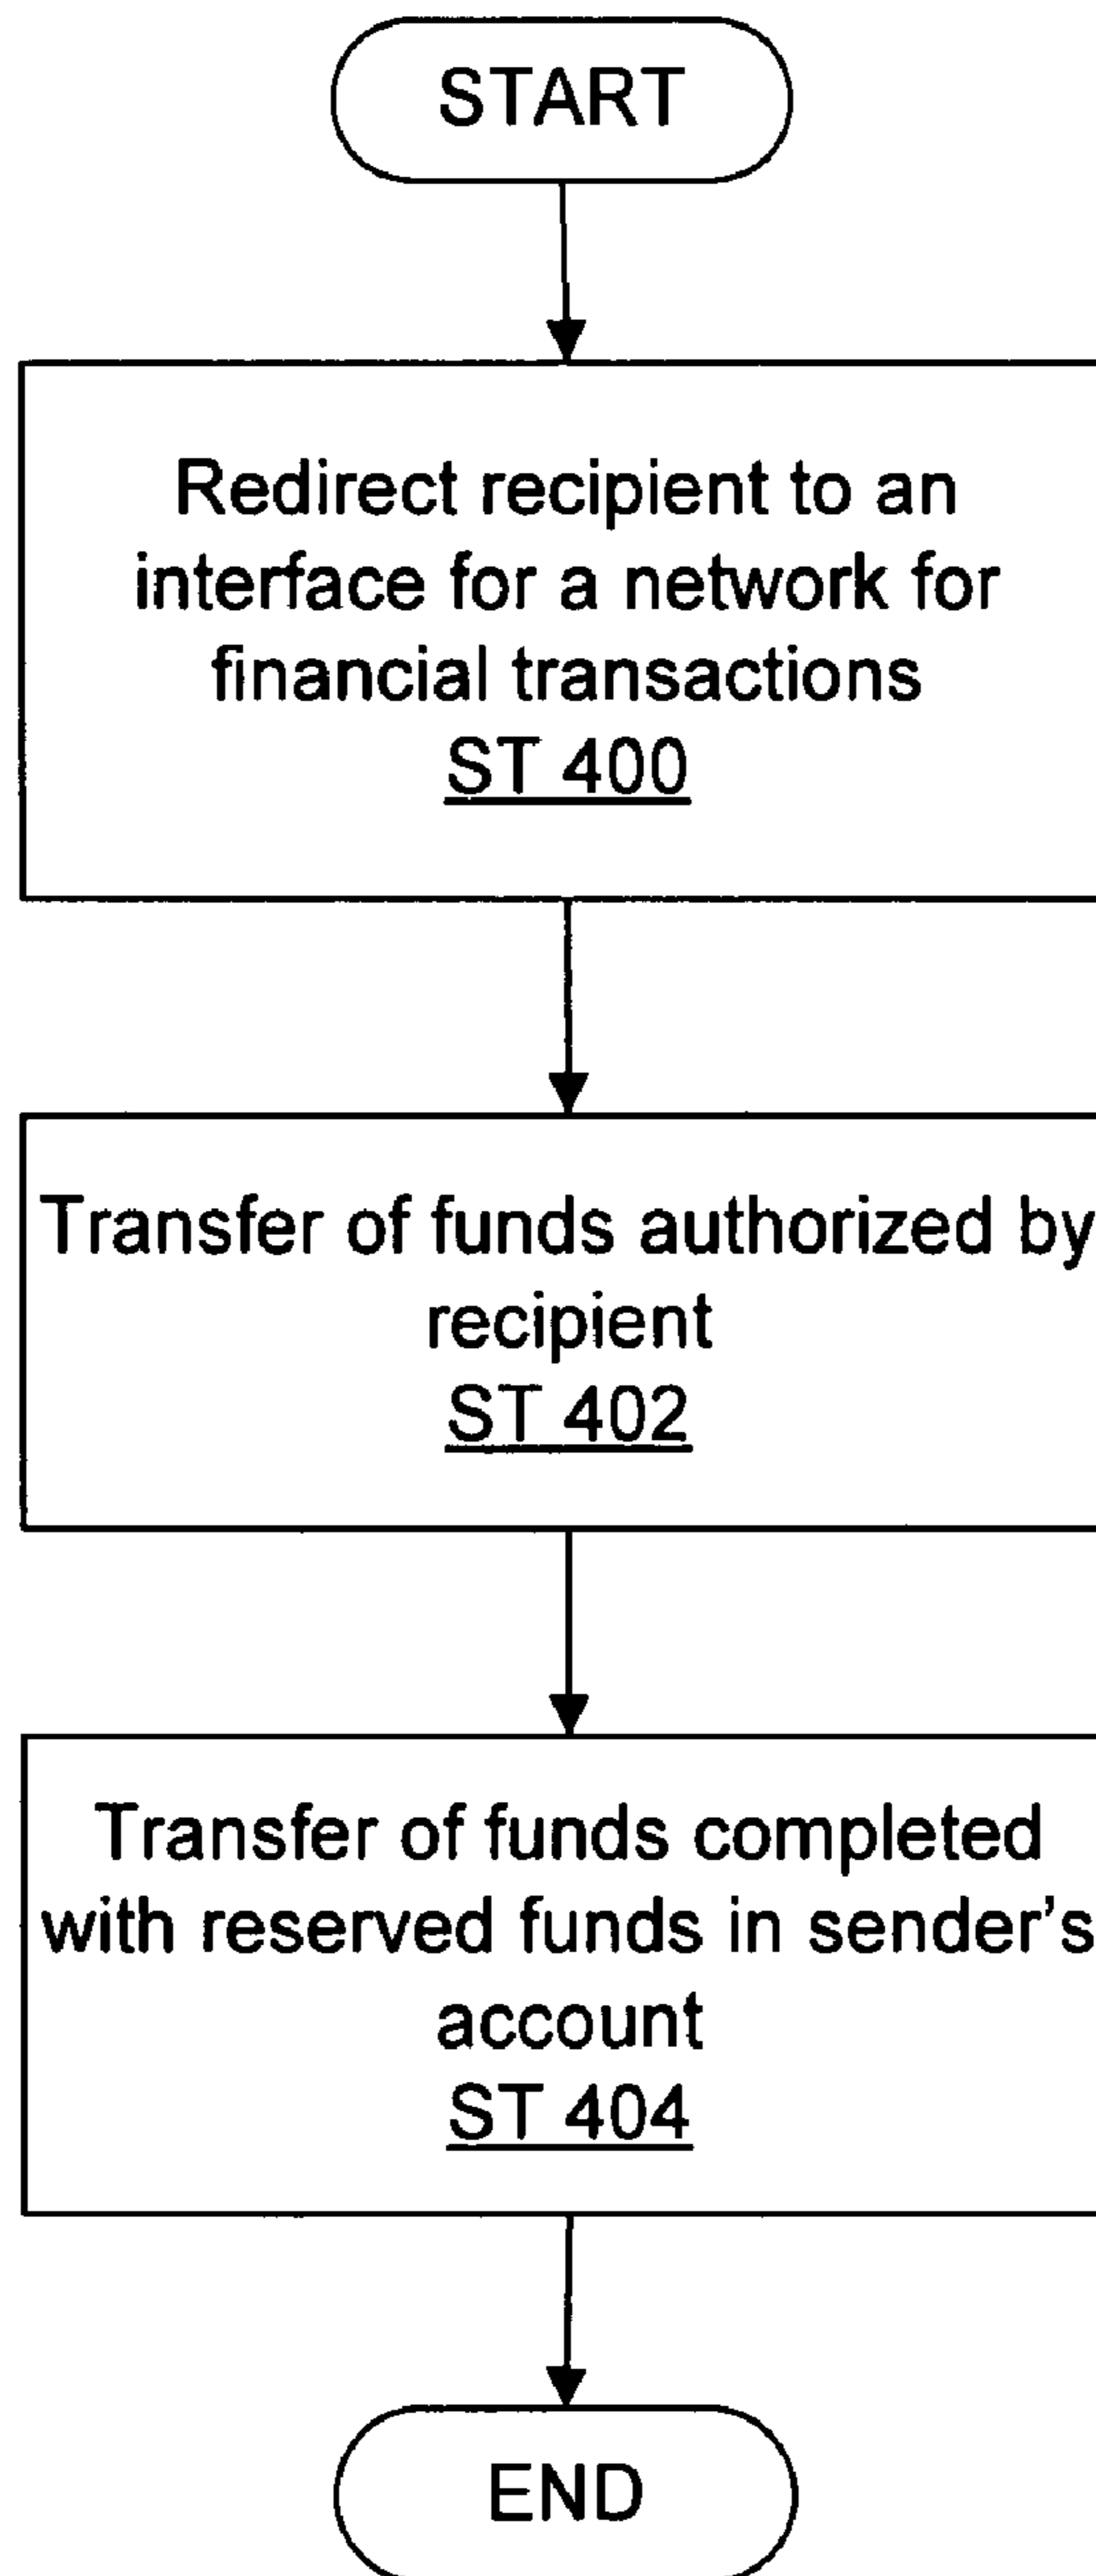 START
Redirect recipient to an
interface for a network for
financial transactions
ST 400
Transfer of funds authorized by
recipient
ST 402
Transfer of funds completed
with reserved funds in sender's
account
ST 404
END